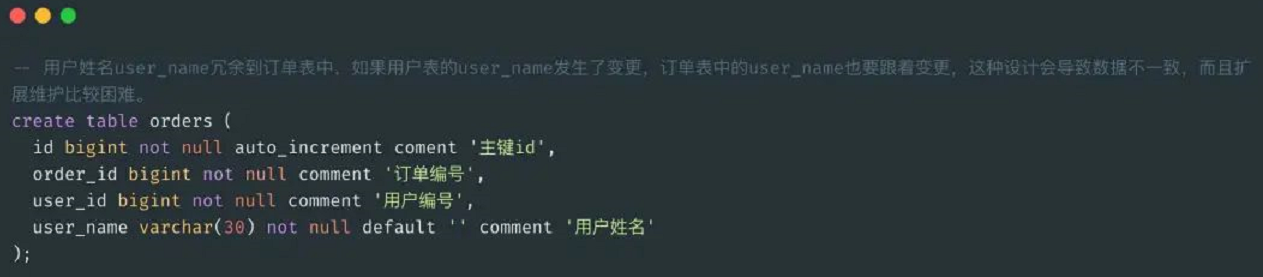 -- 用户姓名user_name冗余到订单表中，如果用户表的user_name发生了变更，订单表中的user_name也要跟着变更，这种设计会导致数据不一致，而且扩
展维护比较困难。
create table orders (
  id bigint not null auto_increment coment '主键id',
  order_id bigint not null comment '订单编号',
  user_id bigint not null comment '用户编号',
  user_name varchar(30) not null default '' comment '用户姓名'
);